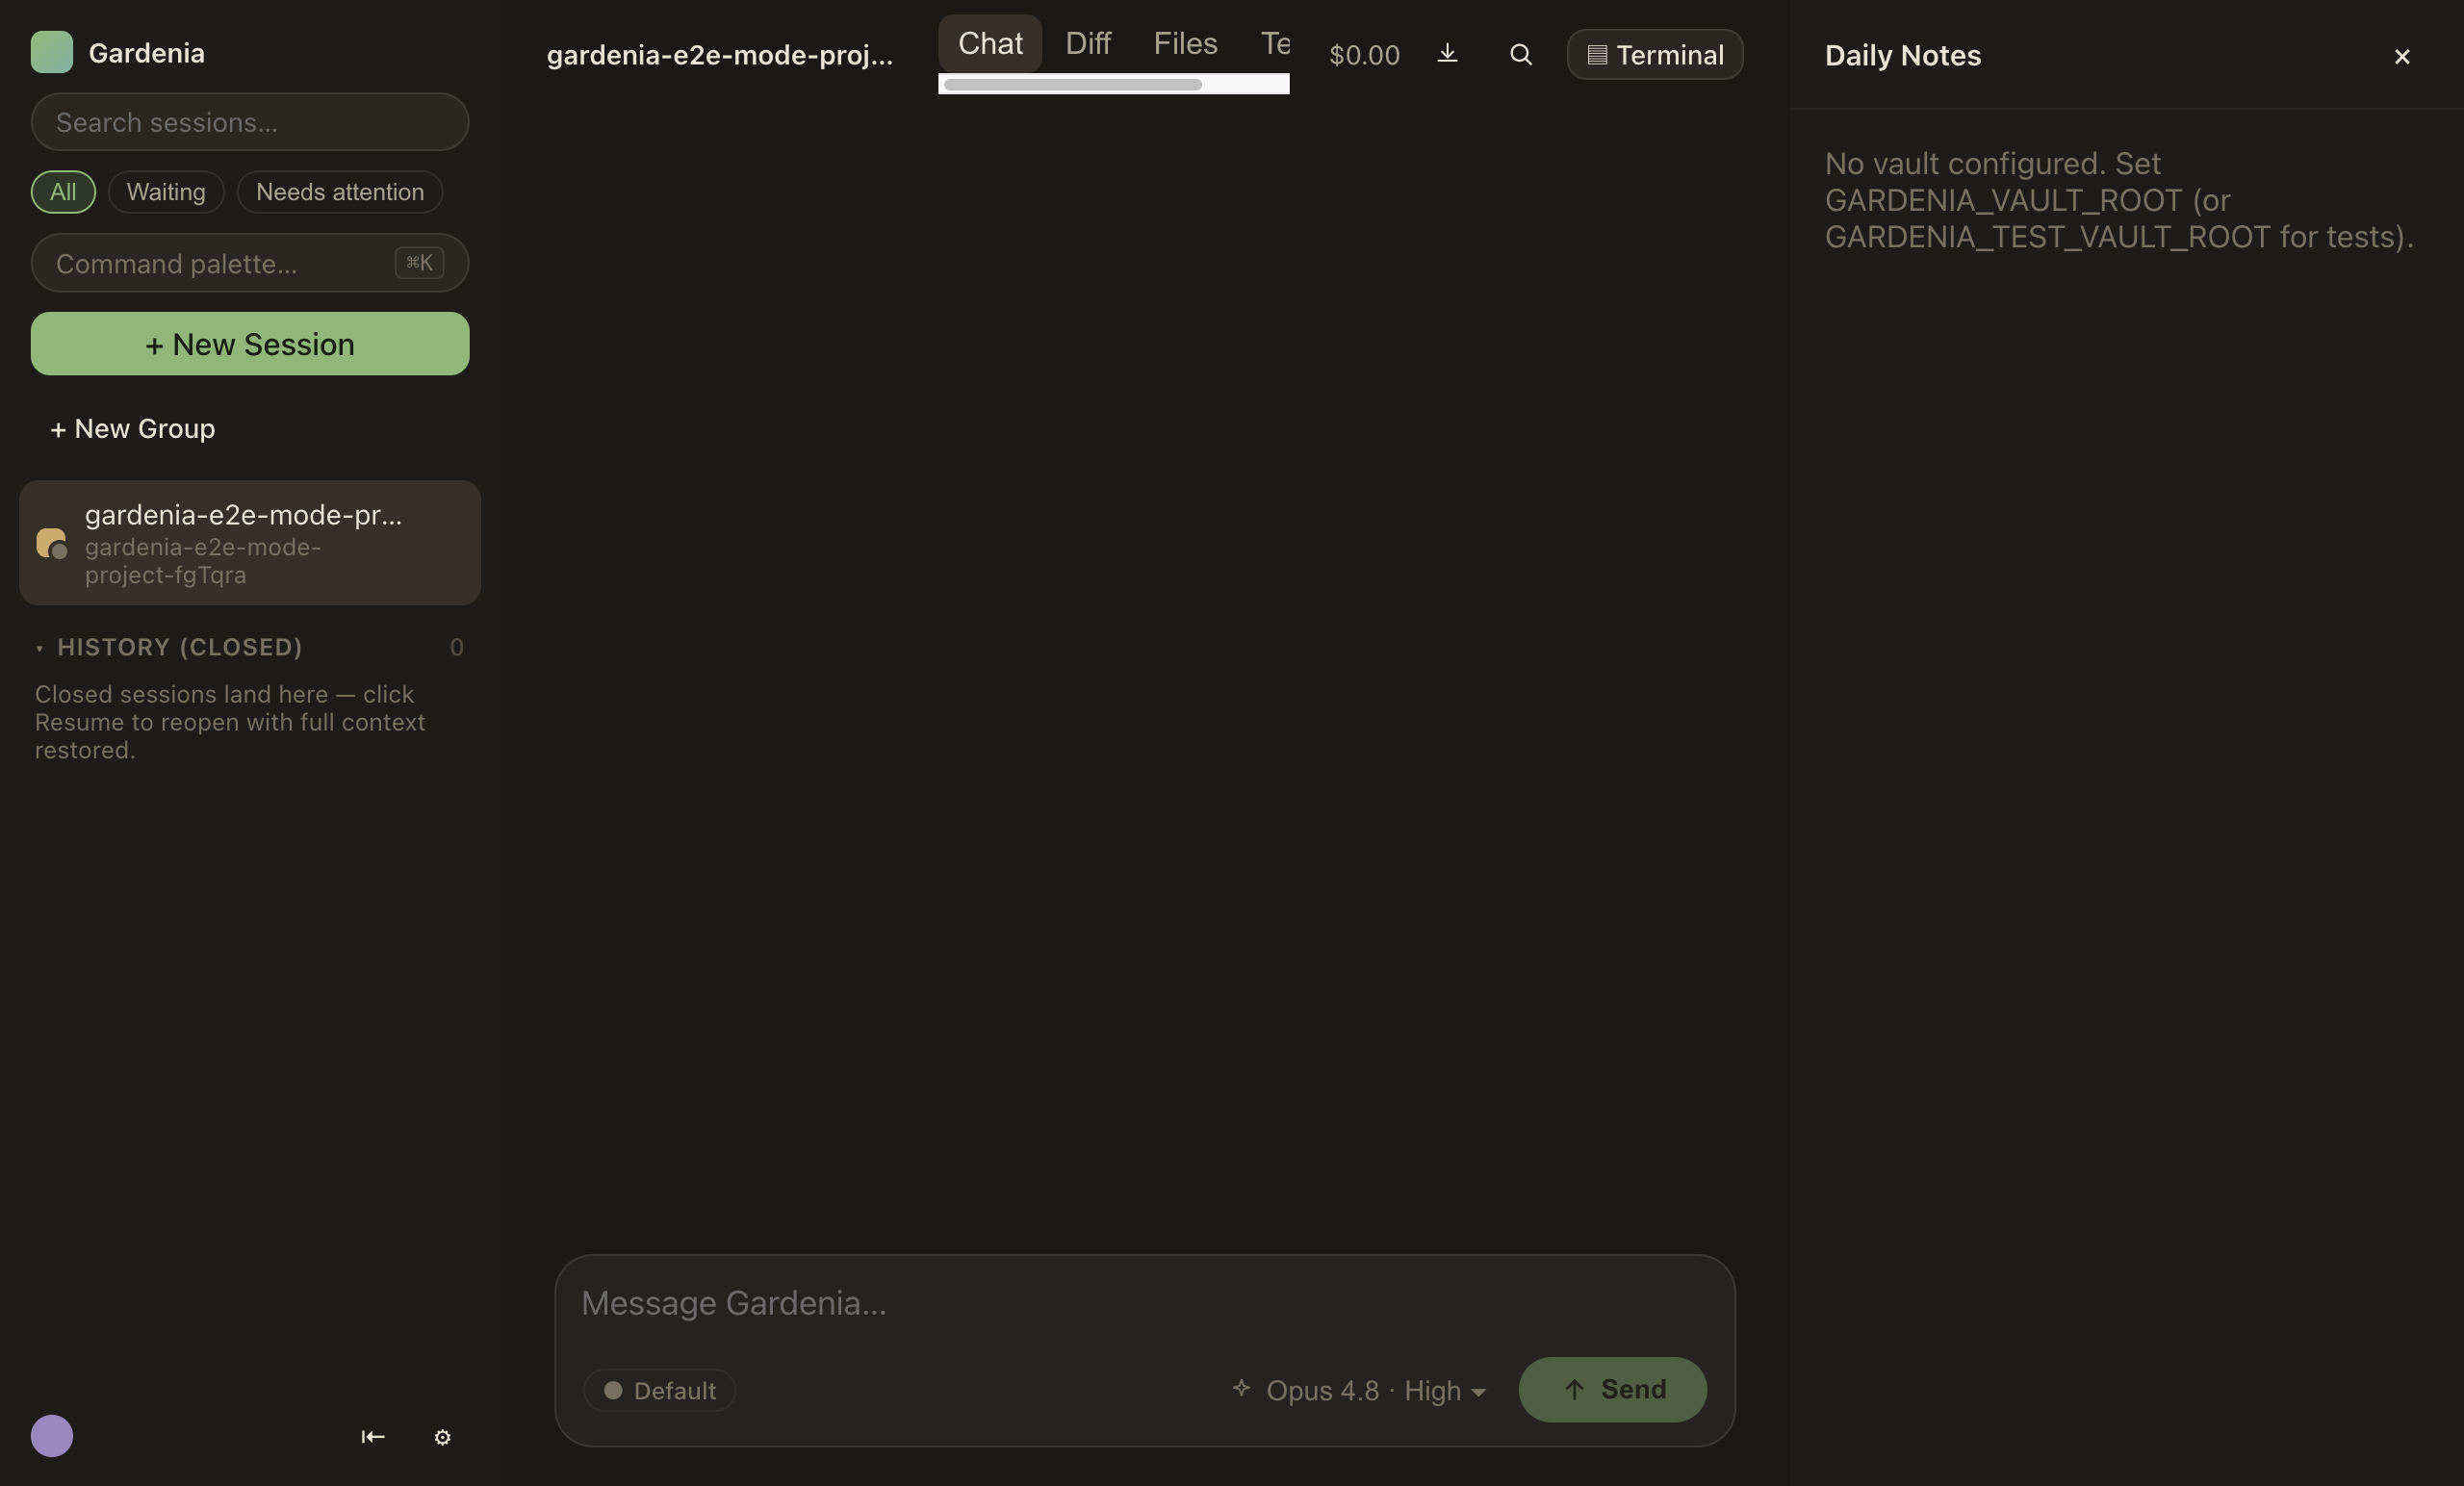 Gardenia
Search sessions...
All
Waiting
Needs attention
Command palette...
⌘K
+ New Session
+ New Group
gardenia-e2e-mode-pr...
gardenia-e2e-mode-
project-fgTqra
HISTORY (CLOSED)
0
Closed sessions land here — click
Resume to reopen with full context
restored.
gardenia-e2e-mode-proj...
Chat
Diff
Files
Te
$0.00
Terminal
Message Gardenia...
Default
Opus 4.8 · High
Send
Daily Notes
No vault configured. Set
GARDENIA_VAULT_ROOT (or
GARDENIA_TEST_VAULT_ROOT for tests).